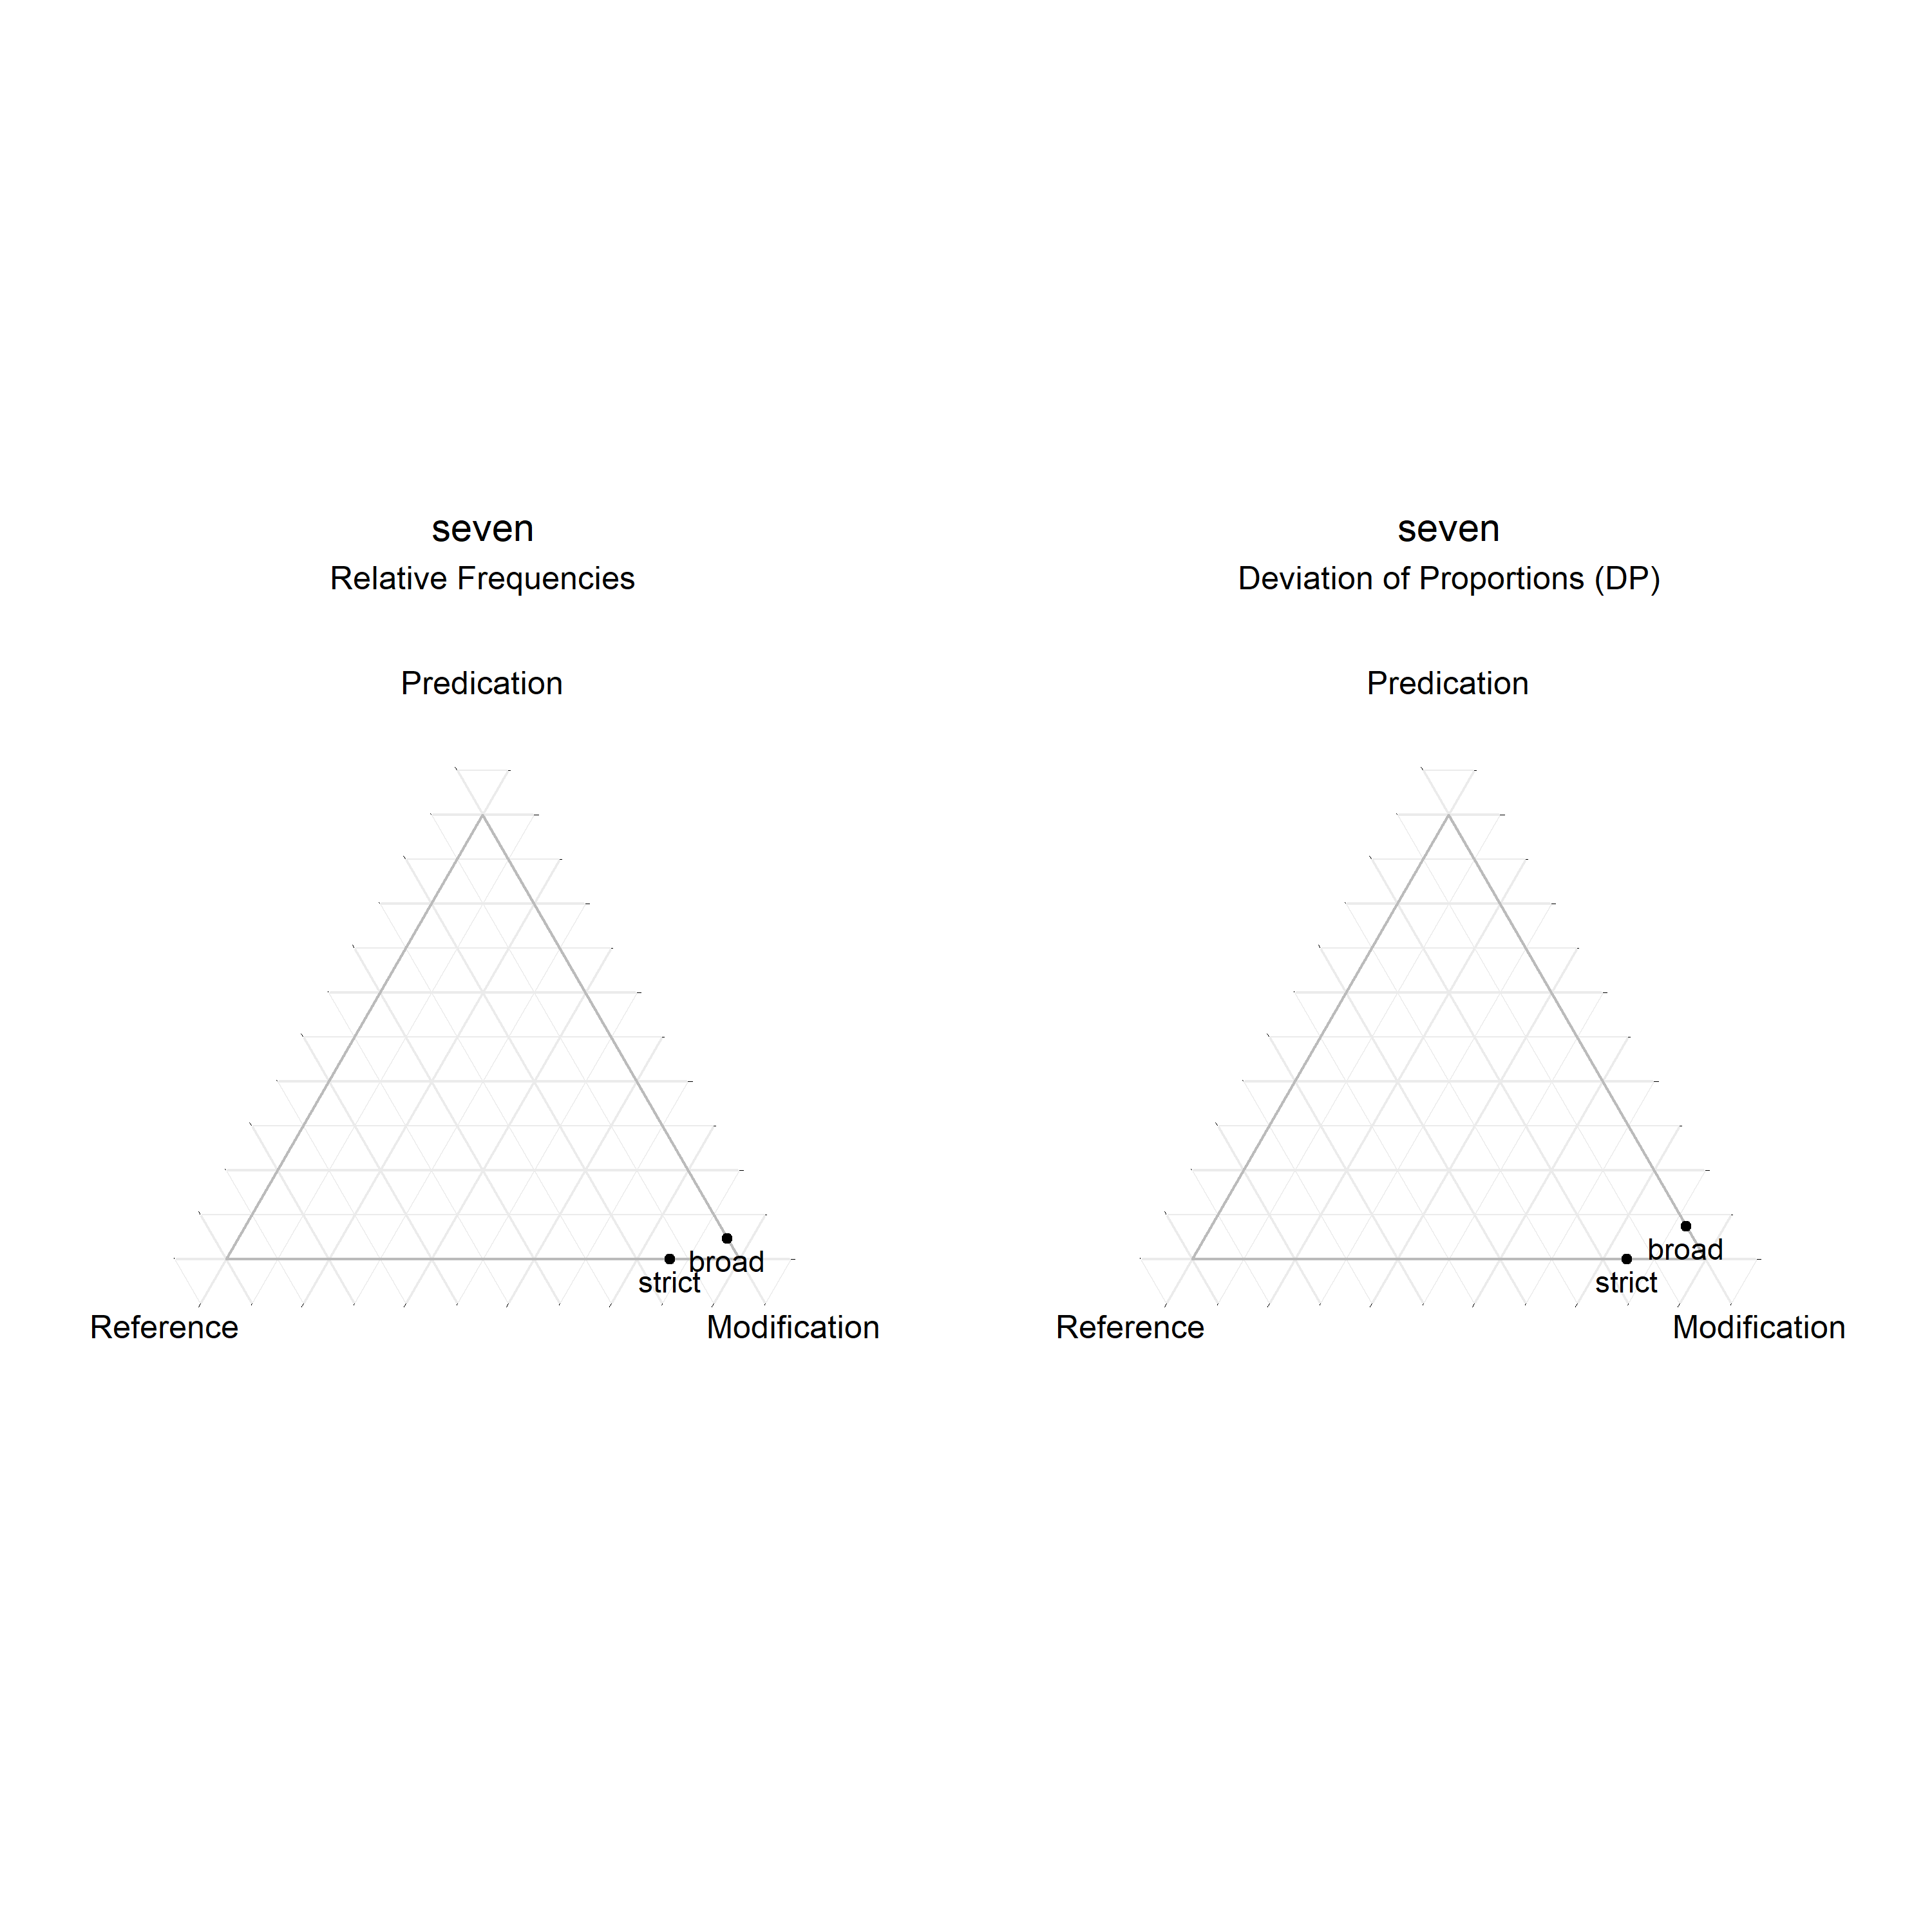 seven
Relative Frequencies
Predication
broad
strict
Reference
Modification
seven
Deviation of Proportions (DP)
Predication
broad
strict
Reference
Modification